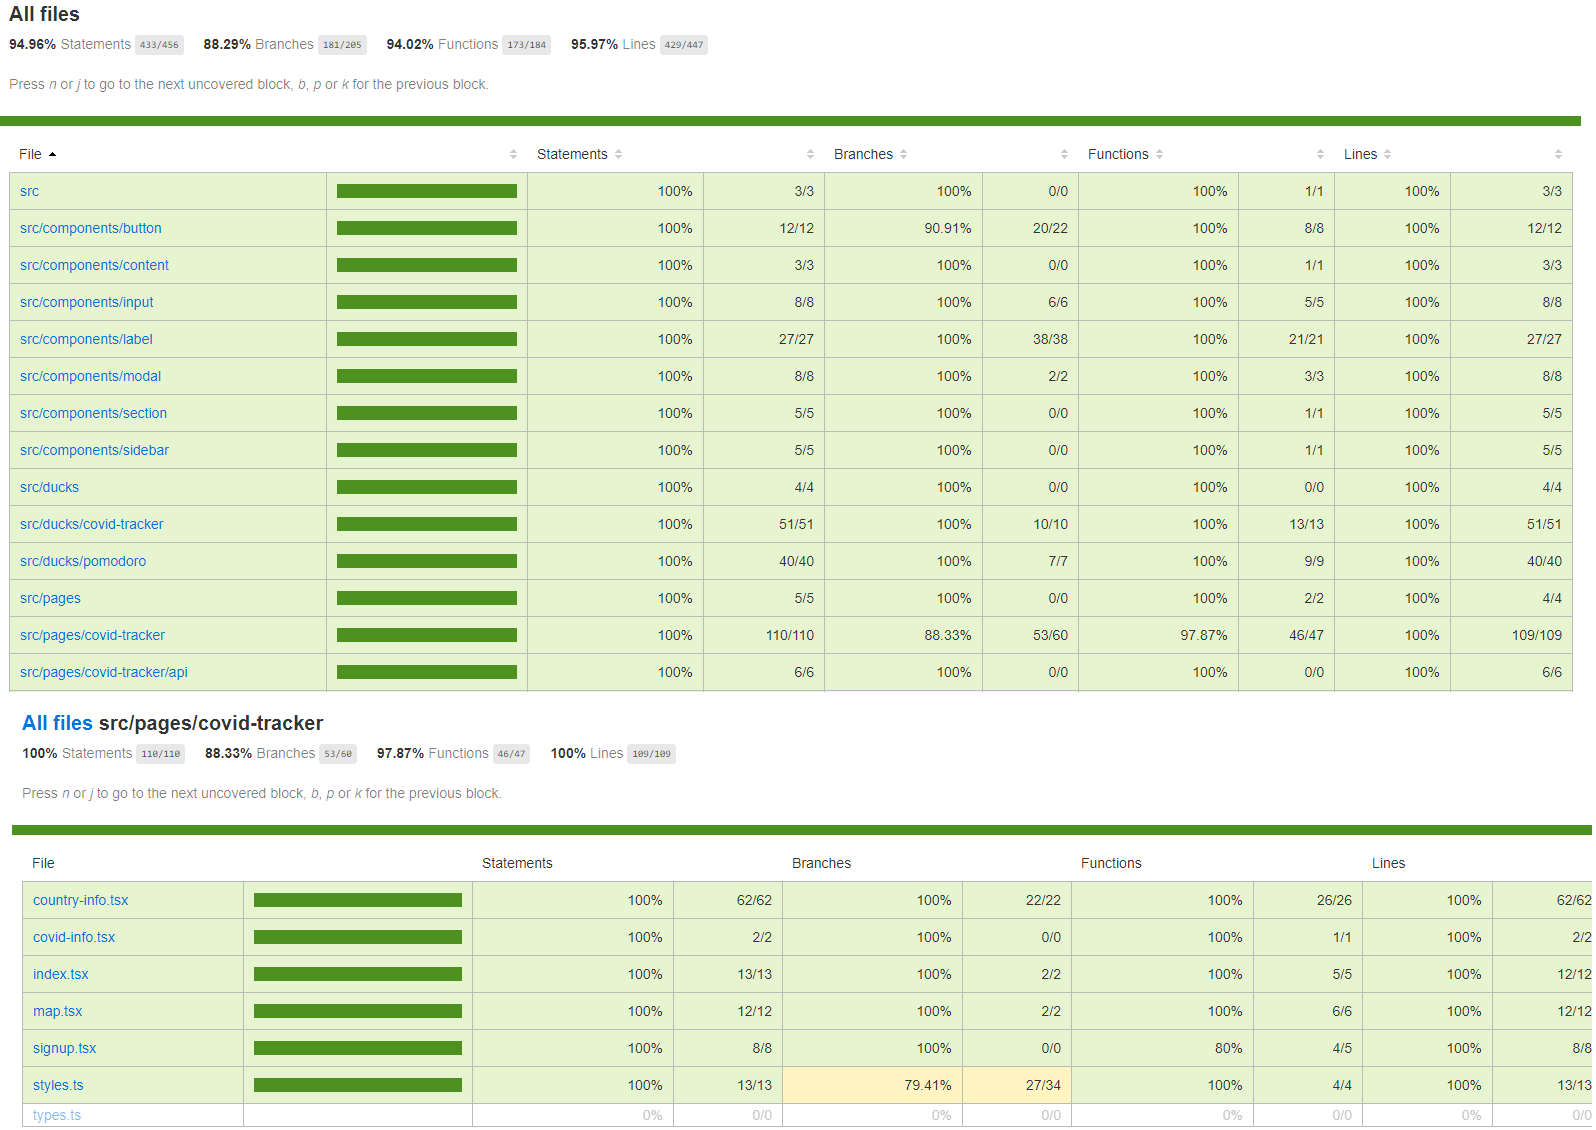 All files
94.96% Statements 433/456 88.29% Branches 181/205 94.02% Functions 173/184 95.97% Lines 429/447
Press n or j to go to the next uncovered block, b, p or k for the previous block.
File Statements Branches Functions Lines
src 100% 3/3 100% 0/0 100% 1/1 100% 3/3
src/components/button 100% 12/12 90.91% 20/22 100% 8/8 100% 12/12
src/components/content 100% 3/3 100% 0/0 100% 1/1 100% 3/3
src/components/input 100% 8/8 100% 6/6 100% 5/5 100% 8/8
src/components/label 100% 27/27 100% 38/38 100% 21/21 100% 27/27
src/components/modal 100% 8/8 100% 2/2 100% 3/3 100% 8/8
src/components/section 100% 5/5 100% 0/0 100% 1/1 100% 5/5
src/components/sidebar 100% 5/5 100% 0/0 100% 1/1 100% 5/5
src/ducks 100% 4/4 100% 0/0 100% 0/0 100% 4/4
src/ducks/covid-tracker 100% 51/51 100% 10/10 100% 13/13 100% 51/51
src/ducks/pomodoro 100% 40/40 100% 7/7 100% 9/9 100% 40/40
src/pages 100% 5/5 100% 0/0 100% 2/2 100% 4/4
src/pages/covid-tracker 100% 110/110 88.33% 53/60 97.87% 46/47 100% 109/109
src/pages/covid-tracker/api 100% 6/6 100% 0/0 100% 0/0 100% 6/6
All files src/pages/covid-tracker
100% Statements 110/110 88.33% Branches 53/60 97.87% Functions 46/47 100% Lines 109/109
Press n or j to go to the next uncovered block, b, p or k for the previous block.
File Statements Branches Functions Lines
country-info.tsx 100% 62/62 100% 22/22 100% 26/26 100% 62/62
covid-info.tsx 100% 2/2 100% 0/0 100% 1/1 100% 2/2
index.tsx 100% 13/13 100% 2/2 100% 5/5 100% 12/12
map.tsx 100% 12/12 100% 2/2 100% 6/6 100% 12/12
signup.tsx 100% 8/8 100% 0/0 80% 4/5 100% 8/8
styles.ts 100% 13/13 79.41% 27/34 100% 4/4 100% 13/13
types.ts 0% 0/0 0% 0/0 0% 0/0 0% 0/0